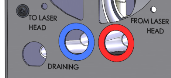 TO LASER
HEAD
FROM LASER
HEAD
DRAINING